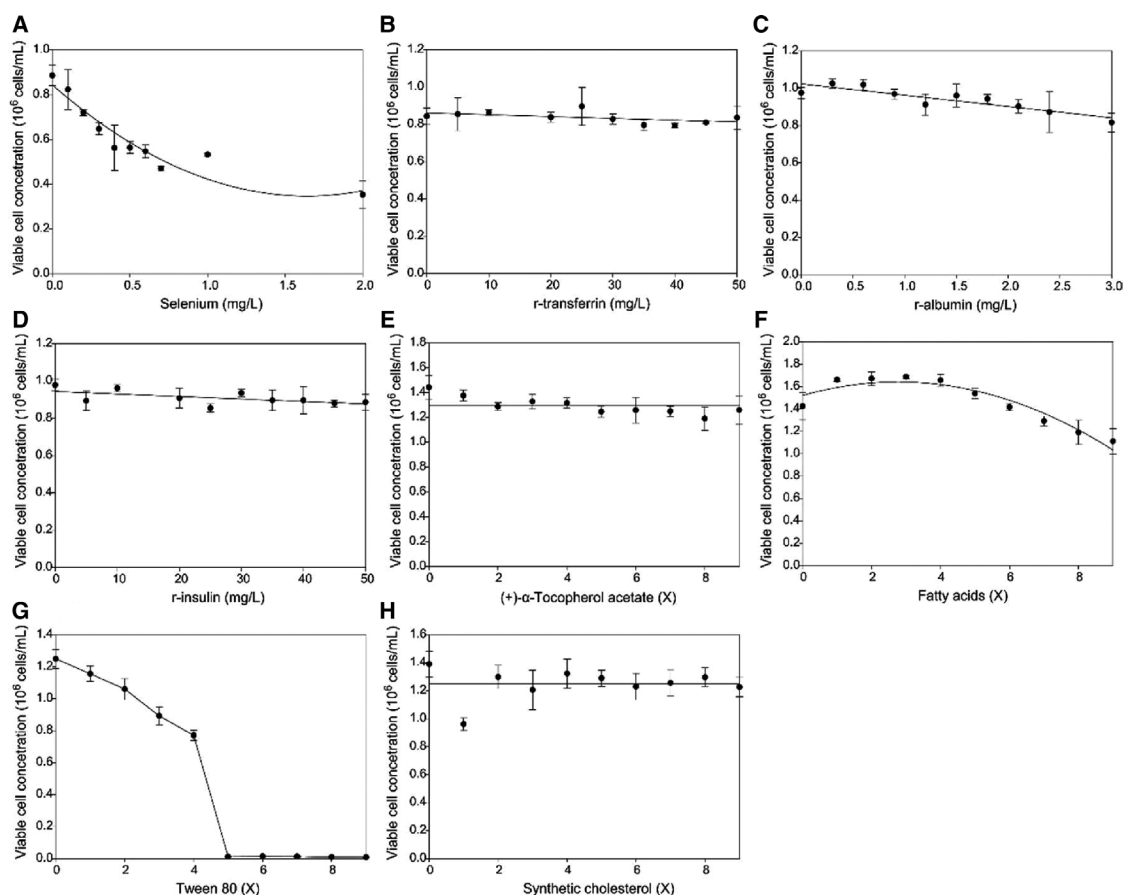 A
Viable cell concetration (10⁶ cells/mL)
1.0
0.8
0.6
0.4
0.2
0.0
0.0 0.5 1.0 1.5 2.0
Selenium (mg/L)
B
Viable cell concetration (10⁶ cells/mL)
1.2
1.0
0.8
0.6
0.4
0.2
0.0
0 10 20 30 40 50
r-transferrin (mg/L)
C
Viable cell concetration (10⁶ cells/mL)
1.2
1.0
0.8
0.6
0.4
0.2
0.0
0.0 0.5 1.0 1.5 2.0 2.5 3.0
r-albumin (mg/L)
D
Viable cell concetration (10⁶ cells/mL)
1.2
1.0
0.8
0.6
0.4
0.2
0.0
0 10 20 30 40 50
r-insulin (mg/L)
E
Viable cell concetration (10⁶ cells/mL)
1.8
1.6
1.4
1.2
1.0
0.8
0.6
0.4
0.2
0.0
0 2 4 6 8
(+)-α-Tocopherol acetate (X)
F
Viable cell concetration (10⁶ cells/mL)
2.0
1.8
1.6
1.4
1.2
1.0
0.8
0.6
0.4
0.2
0.0
0 2 4 6 8
Fatty acids (X)
G
Viable cell concetration (10⁶ cells/mL)
1.4
1.2
1.0
0.8
0.6
0.4
0.2
0.0
0 2 4 6 8
Tween 80 (X)
H
Viable cell concetration (10⁶ cells/mL)
1.6
1.4
1.2
1.0
0.8
0.6
0.4
0.2
0.0
0 2 4 6 8
Synthetic cholesterol (X)